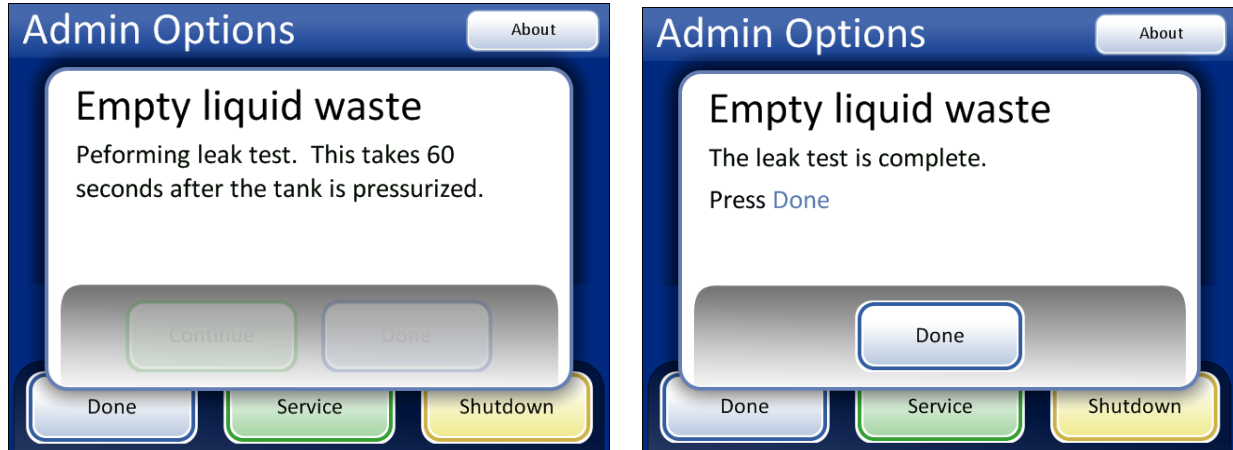 Admin Options
About
Empty liquid waste
Peforming leak test.  This takes 60
seconds after the tank is pressurized.
Continue
Done
Done
Service
Shutdown
Admin Options
About
Empty liquid waste
The leak test is complete.
Press Done
Done
Done
Service
Shutdown